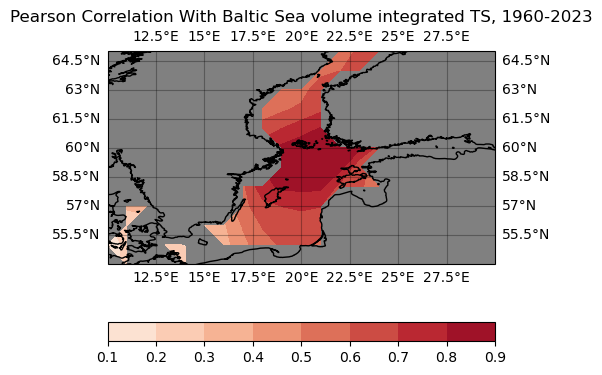 Pearson Correlation With Baltic Sea volume integrated TS, 1960-2023
12.5°E 15°E 17.5°E 20°E 22.5°E 25°E 27.5°E
64.5°N 64.5°N
63°N 63°N
61.5°N 61.5°N
60°N 60°N
58.5°N 58.5°N
57°N 57°N
55.5°N 55.5°N
12.5°E 15°E 17.5°E 20°E 22.5°E 25°E 27.5°E
0.1 0.2 0.3 0.4 0.5 0.6 0.7 0.8 0.9